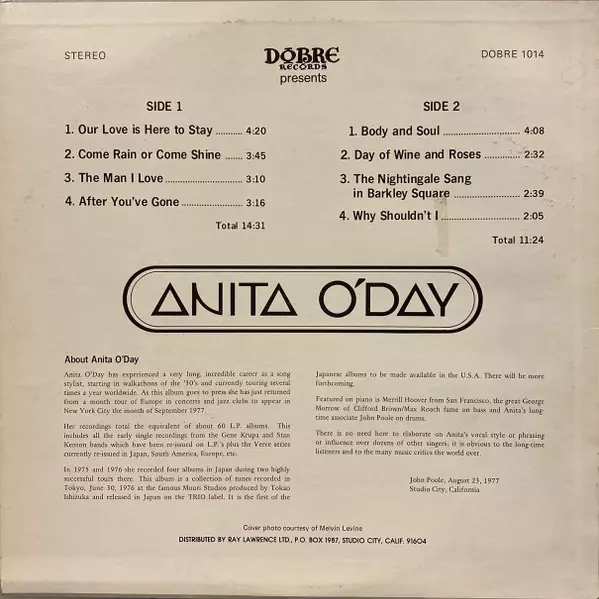 STEREO
DOBRE
RECORDS
presents
DOBRE 1014
SIDE 1
1. Our Love is Here to Stay .......... 4:20
2. Come Rain or Come Shine ...... 3:45
3. The Man I Love ........................ 3:10
4. After You've Gone .................... 3:16
Total 14:31
SIDE 2
1. Body and Soul ........................ 4:08
2. Day of Wine and Roses ............ 2:32
3. The Nightingale Sang
in Barkley Square .................... 2:39
4. Why Shouldn't I ........................ 2:05
Total 11:24
ANITA O'DAY
About Anita O'Day
Anita O'Day has experienced a very long, incredible career as a song
stylist, starting in walkathons of the '30's and currently touring several
times a year worldwide. As this album goes to press she has just returned
from a month tour of Europe in concerts and jazz clubs to appear in
New York City the month of September 1977.
Her recordings total the equivalent of about 60 L.P. albums. This
includes all the early single recordings from the Gene Krupa and Stan
Kenton bands which have been re-issued on L.P.'s plus the Verve series
currently re-issued in Japan, South America, Europe, etc.
In 1975 and 1976 she recorded four albums in Japan during two highly
successful tours there. This album is a collection of tunes recorded in
Tokyo, June 30, 1976 at the famous Mouri Studios produced by Tokao
Ishizuka and released in Japan on the TRIO label. It is the first of the
Japanese albums to be made available in the U.S.A. There will be more
forthcoming.
Featured on piano is Merrill Hoover from San Francisco, the great George
Morrow of Clifford Brown/Max Roach fame on bass and Anita's long-
time associate John Poole on drums.
There is no need here to elaborate on Anita's vocal style or phrasing
or influence over dozens of other singers; it is obvious to the long-time
listeners and to the many music critics the world over.
John Poole, August 23, 1977
Studio City, California
Cover photo courtesy of Melvin Levine
DISTRIBUTED BY RAY LAWRENCE LTD., P.O. BOX 1987, STUDIO CITY, CALIF. 91604